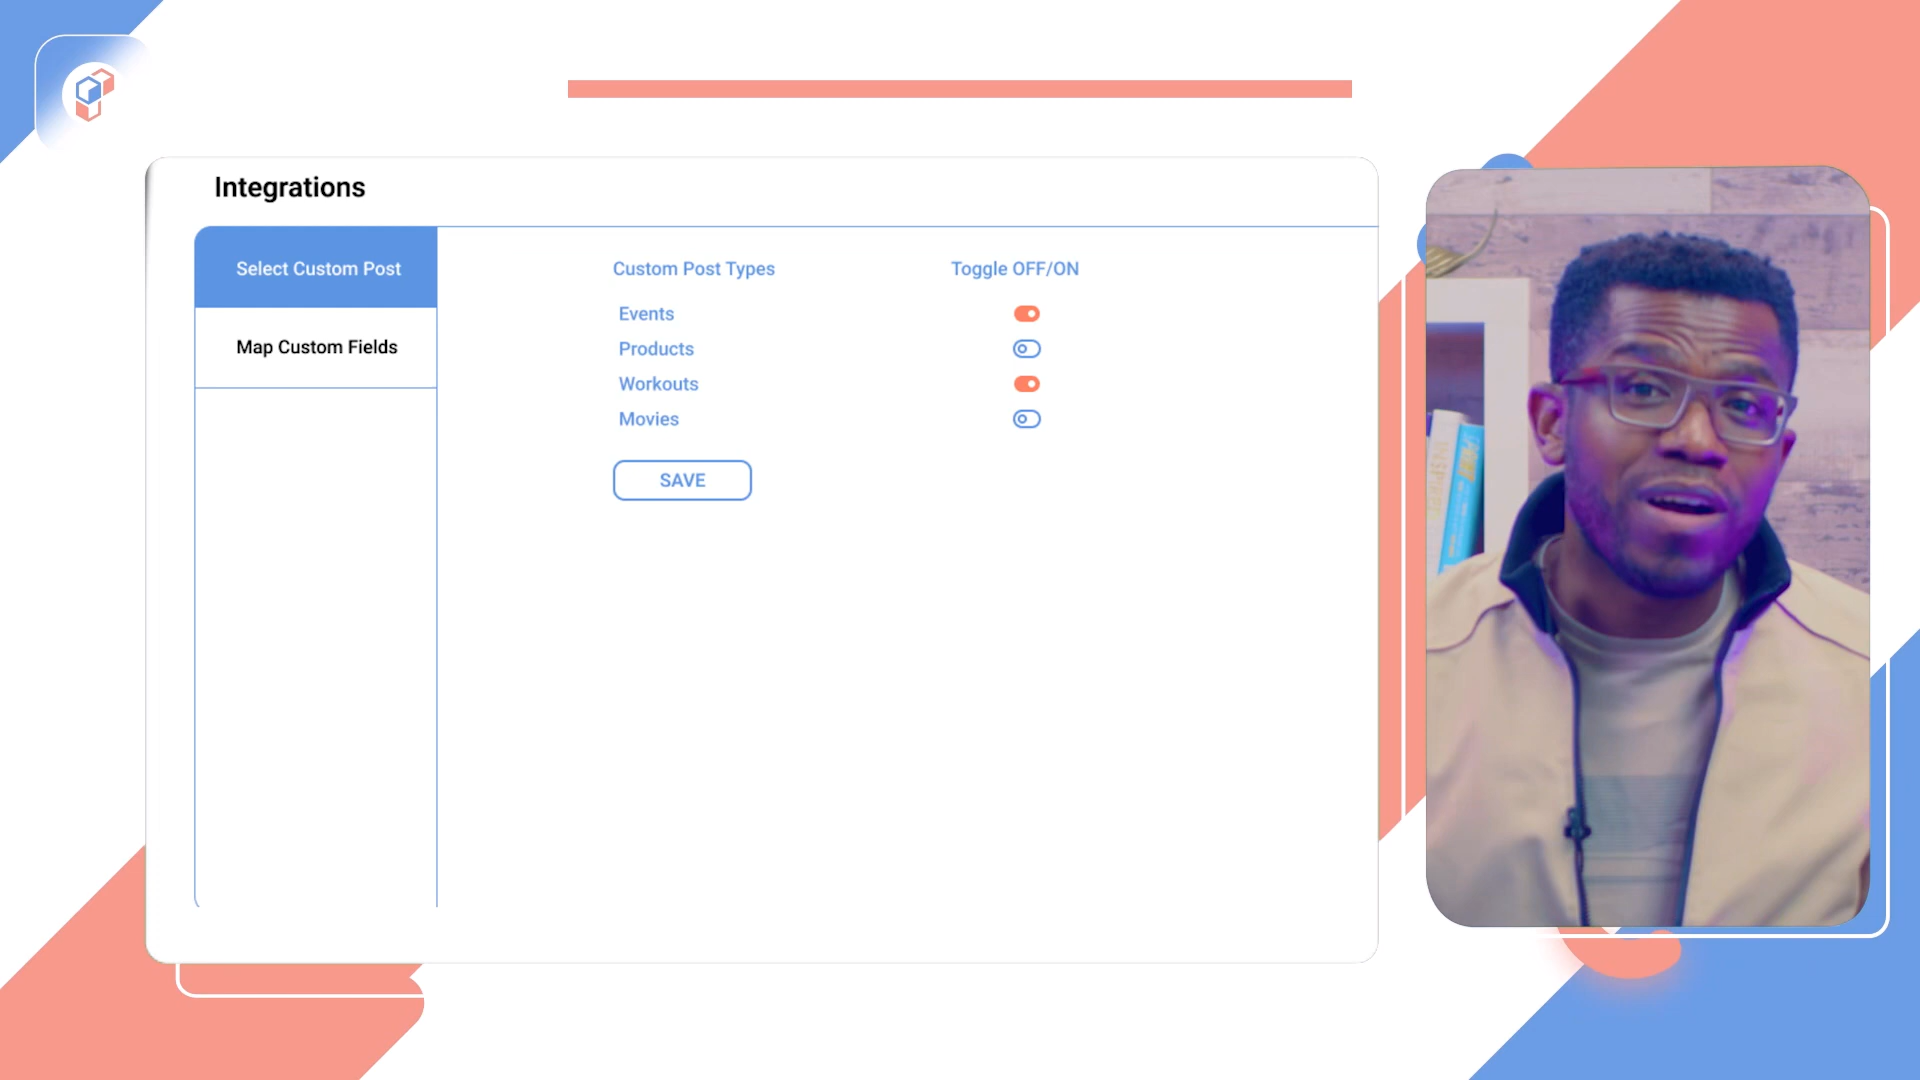 Integrations
Select Custom Post
Map Custom Fields
Custom Post Types
Toggle OFF/ON
Events
Products
Workouts
Movies
SAVE